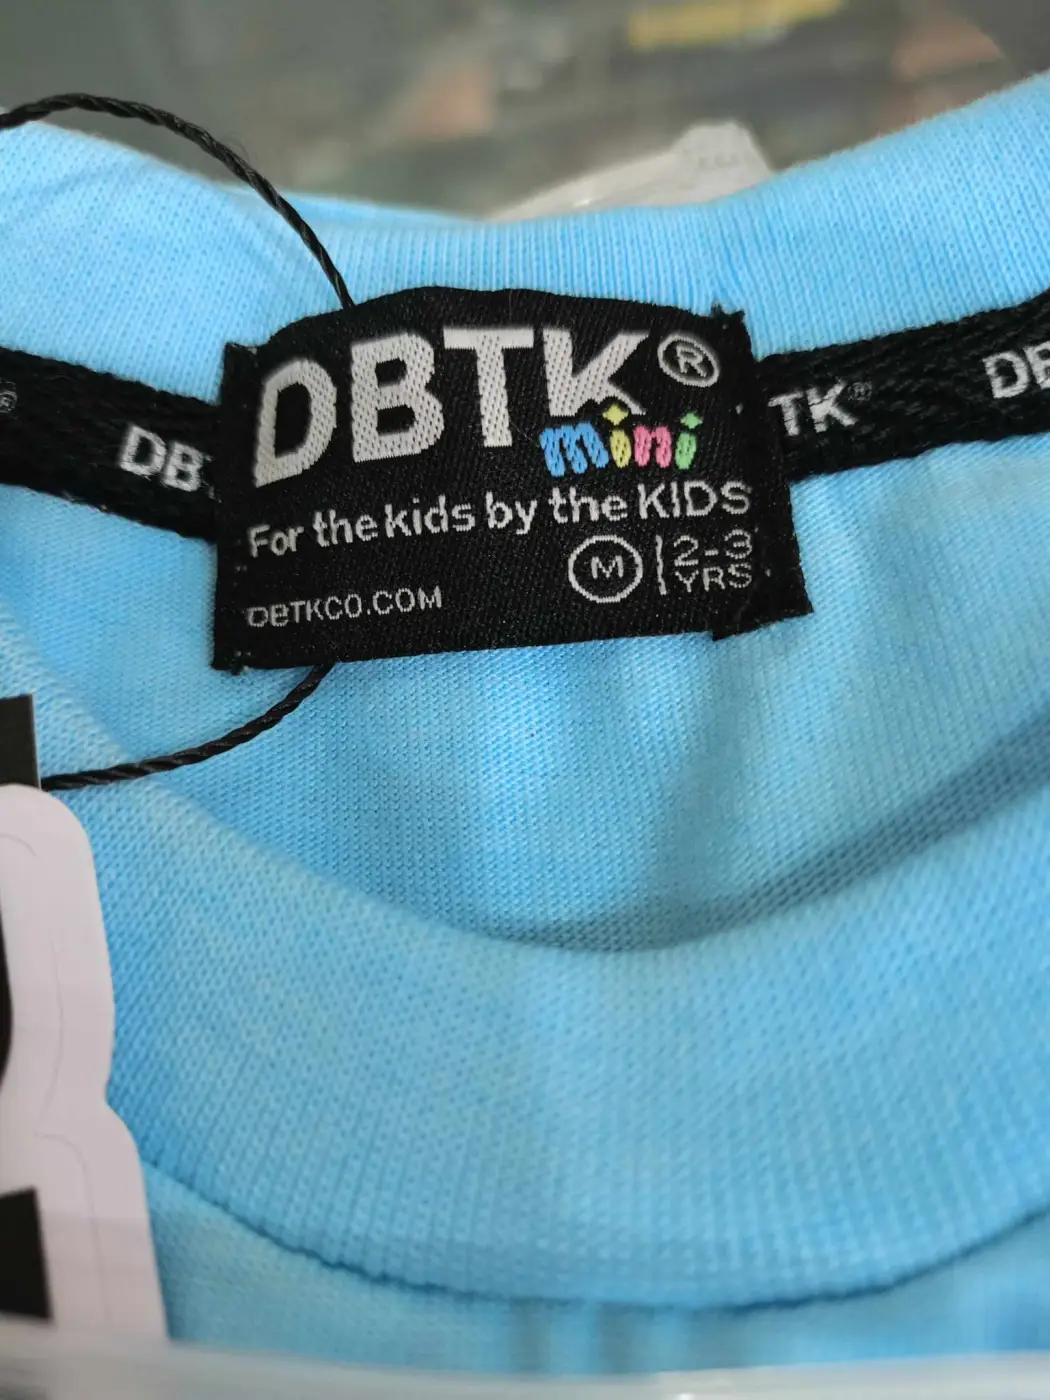 DBTK®
mini
For the kids by the KIDS
M 2-3
YRS
DBTKCO.COM
DB
TK®
DB